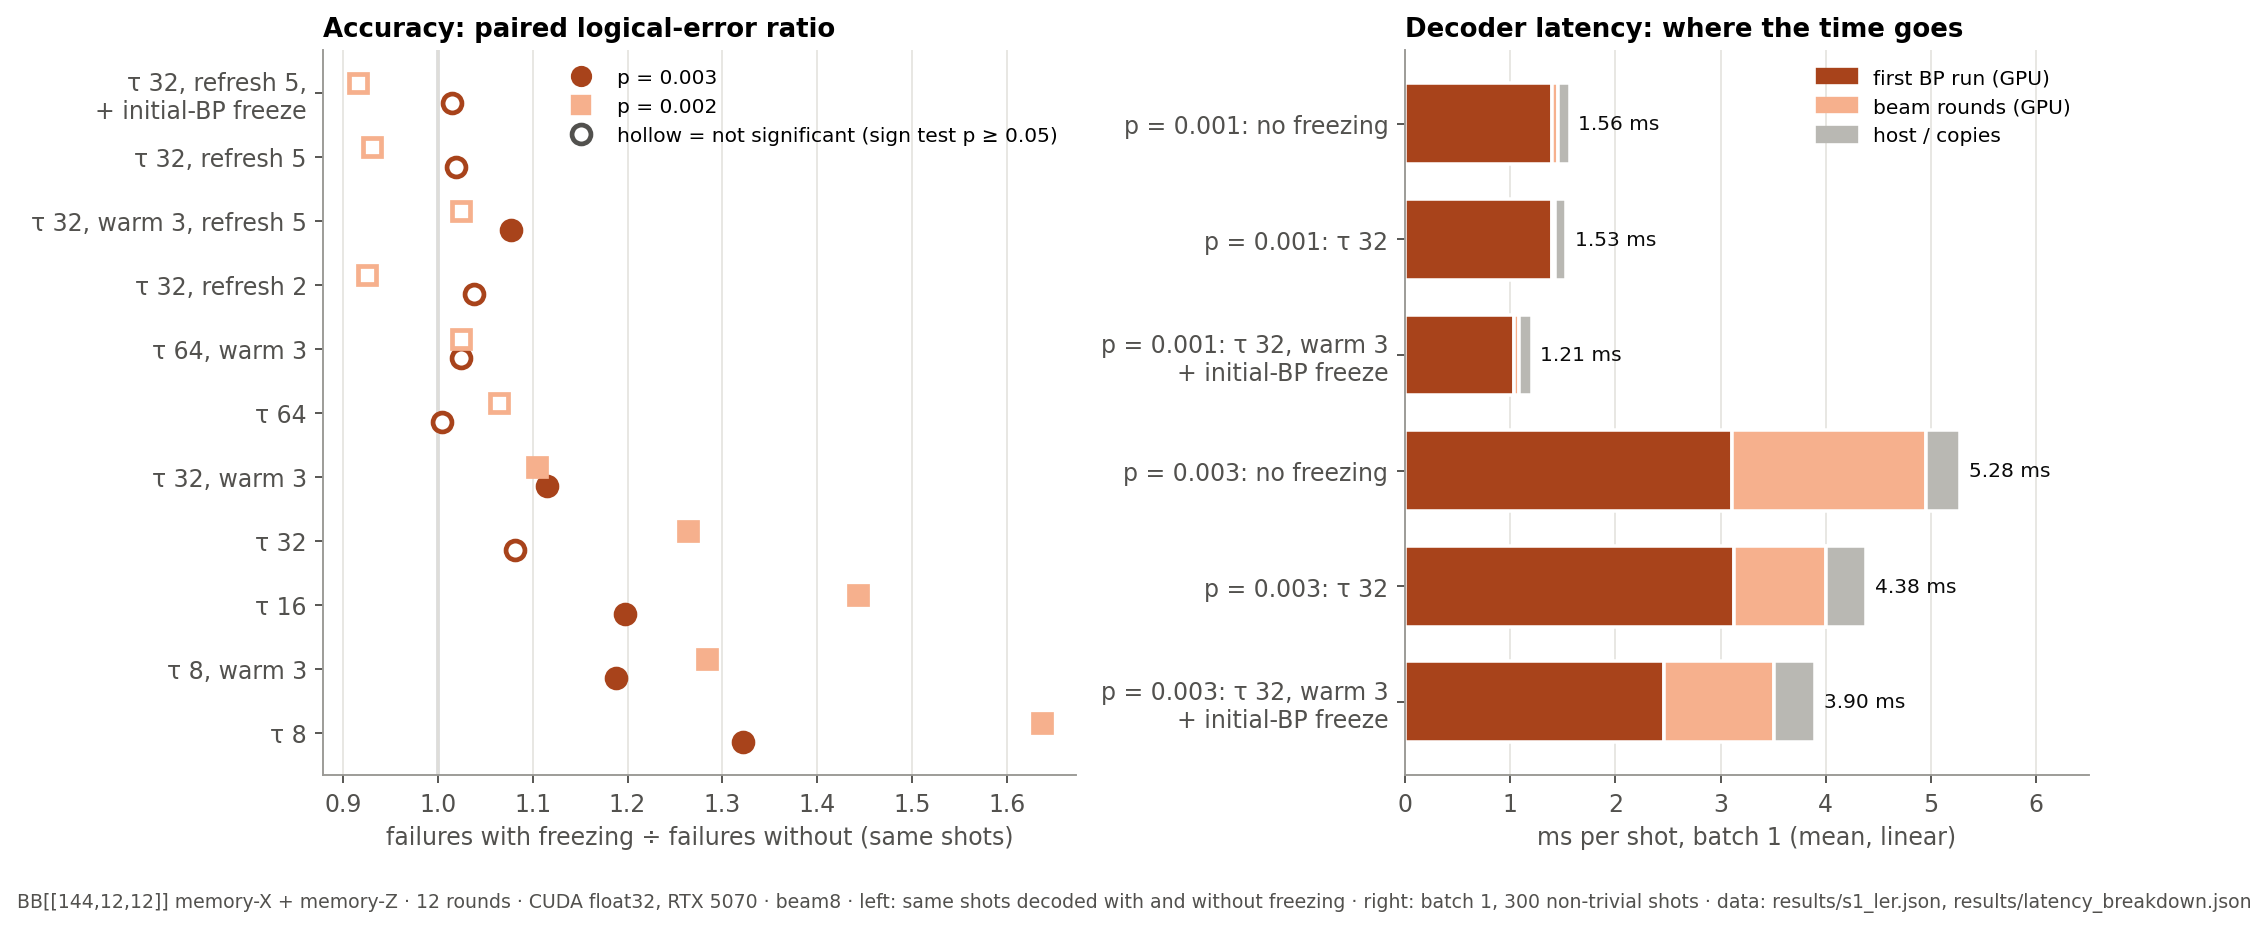 Accuracy: paired logical-error ratio
τ 32, refresh 5,
+ initial-BP freeze
τ 32, refresh 5
τ 32, warm 3, refresh 5
τ 32, refresh 2
τ 64, warm 3
τ 64
τ 32, warm 3
τ 32
τ 16
τ 8, warm 3
τ 8
p = 0.003
p = 0.002
hollow = not significant (sign test p ≥ 0.05)
0.9 1.0 1.1 1.2 1.3 1.4 1.5 1.6
failures with freezing ÷ failures without (same shots)
Decoder latency: where the time goes
first BP run (GPU)
beam rounds (GPU)
host / copies
p = 0.001: no freezing
1.56 ms
p = 0.001: τ 32
1.53 ms
p = 0.001: τ 32, warm 3
+ initial-BP freeze
1.21 ms
p = 0.003: no freezing
5.28 ms
p = 0.003: τ 32
4.38 ms
p = 0.003: τ 32, warm 3
+ initial-BP freeze
3.90 ms
0 1 2 3 4 5 6
ms per shot, batch 1 (mean, linear)
BB[[144,12,12]] memory-X + memory-Z · 12 rounds · CUDA float32, RTX 5070 · beam8 · left: same shots decoded with and without freezing · right: batch 1, 300 non-trivial shots · data: results/s1_ler.json, results/latency_breakdown.json